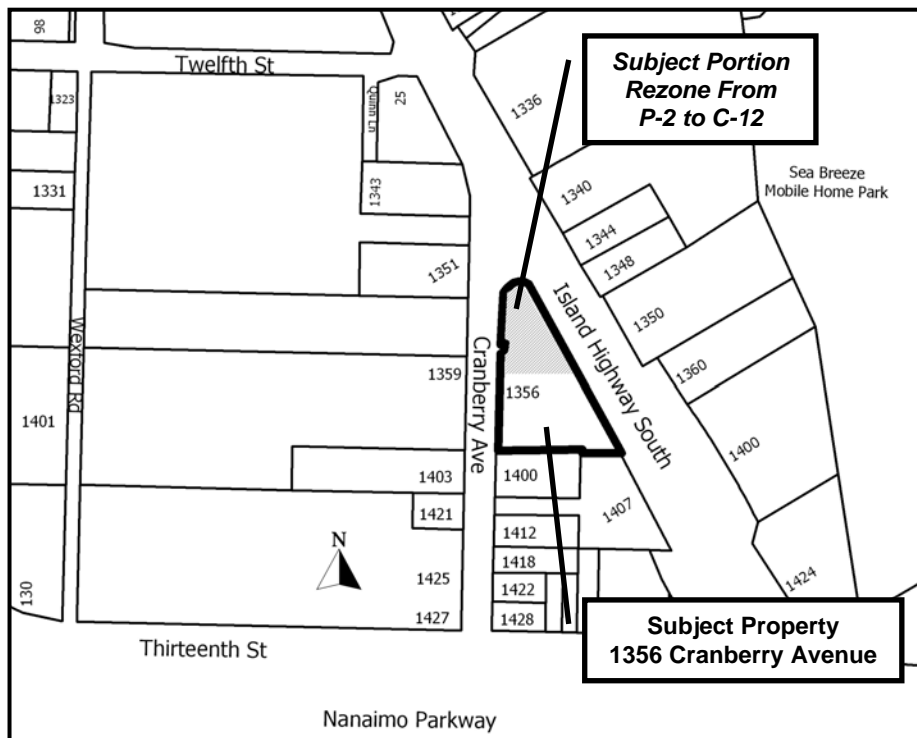 98
Twelfth St
1323
Quinn Ln
25
1331
1343
1351
Subject Portion
Rezone From
P-2 to C-12
1336
Sea Breeze
Mobile Home Park
1340
1344
1348
1350
1360
Island Highway South
Wexford Rd
1359
Cranberry Ave
1356
1401
1403
1400
1400
1407
1421
1412
1418
1425
1422
1427
1428
1424
N
130
Thirteenth St
Subject Property
1356 Cranberry Avenue
Nanaimo Parkway